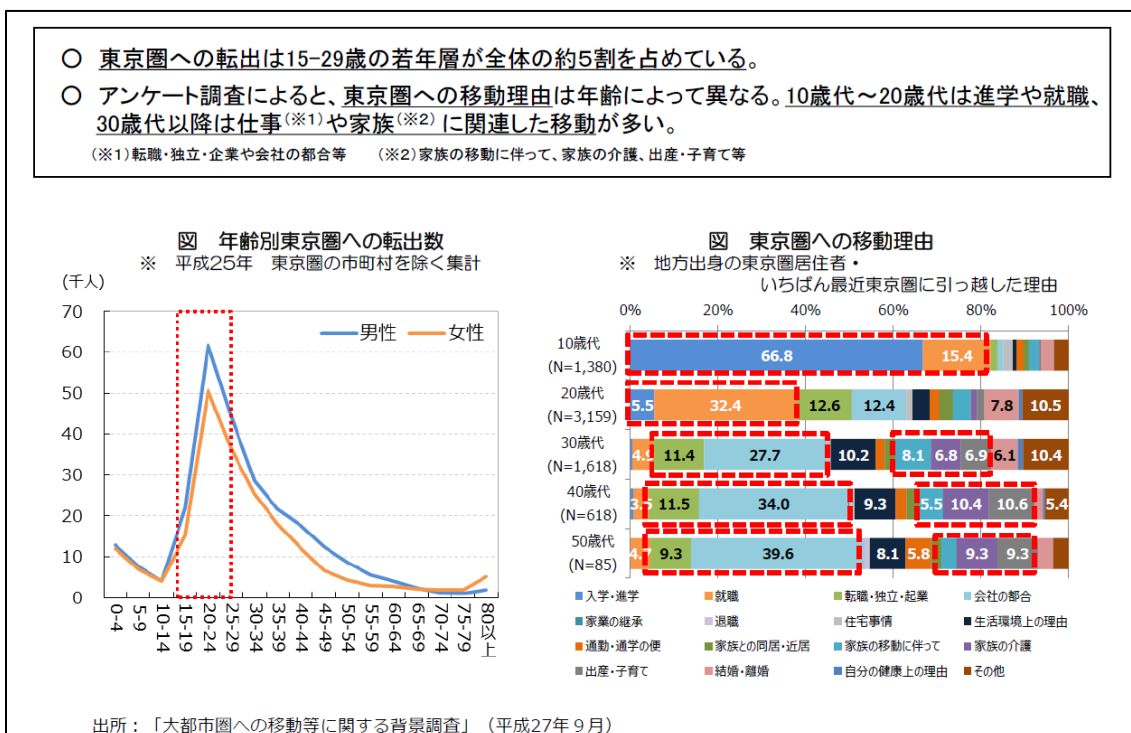 ○ 東京圏への転出は15-29歳の若年層が全体の約5割を占めている。
○ アンケート調査によると、東京圏への移動理由は年齢によって異なる。10歳代～20歳代は進学や就職、
30歳代以降は仕事(※1)や家族(※2)に関連した移動が多い。
(※1)転職・独立・企業や会社の都合等 (※2)家族の移動に伴って、家族の介護、出産・子育て等
図 年齢別東京圏への転出数
※ 平成25年 東京圏の市町村を除く集計
(千人)
70
60
50
40
30
20
10
0
男性 女性
0-4
5-9
10-14
15-19
20-24
25-29
30-34
35-39
40-44
45-49
50-54
55-59
60-64
65-69
70-74
75-79
80以上
図 東京圏への移動理由
※ 地方出身の東京圏居住者・
いちばん最近東京圏に引っ越した理由
0% 20% 40% 60% 80% 100%
10歳代 66.8 15.4
(N=1,380)
20歳代 5.5 32.4 12.6 12.4 7.8 10.5
(N=3,159)
30歳代 4.9 11.4 27.7 10.2 8.1 6.8 6.9 6.1 10.4
(N=1,618)
40歳代 11.5 34.0 9.3 5.5 10.4 10.6 5.4
(N=618)
50歳代 4.7 9.3 39.6 8.1 5.8 9.3 9.3
(N=85)
入学・進学 就職 転職・独立・起業 会社の都合
家業の継承 退職 住宅事情 生活環境上の理由
通勤・通学の便 家族との同居・近居 家族の移動に伴って 家族の介護
出産・子育て 結婚・離婚 自分の健康上の理由 その他
出所：「大都市圏への移動等に関する背景調査」（平成27年９月）